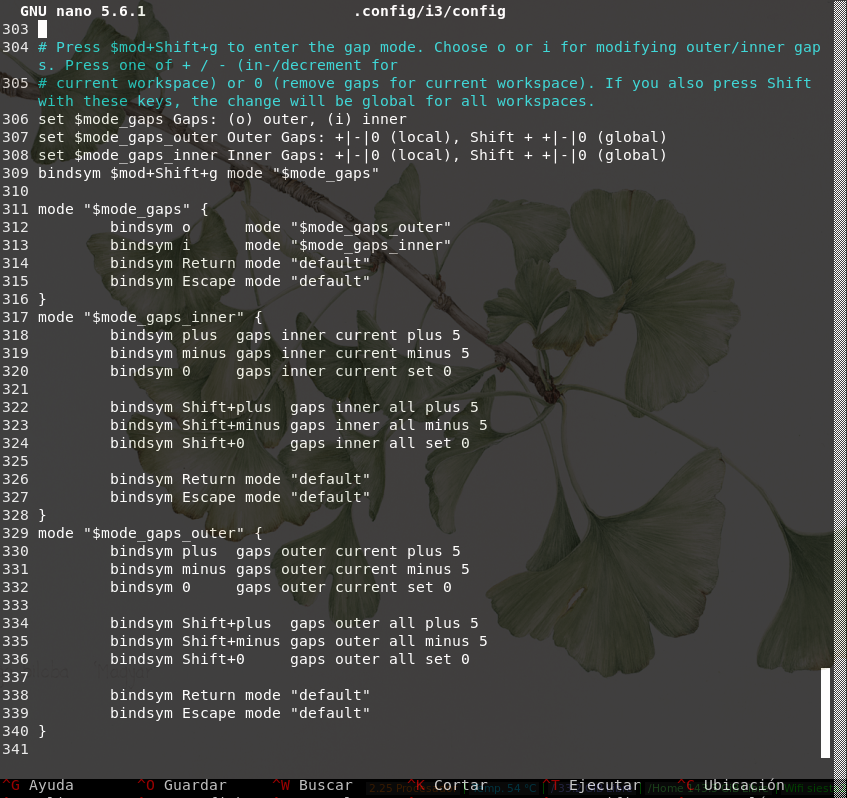 GNU nano 5.6.1 .config/i3/config
303
304 # Press $mod+Shift+g to enter the gap mode. Choose o or i for modifying outer/inner gap
s. Press one of + / - (in-/decrement for
305 # current workspace) or 0 (remove gaps for current workspace). If you also press Shift
with these keys, the change will be global for all workspaces.
306 set $mode_gaps Gaps: (o) outer, (i) inner
307 set $mode_gaps_outer Outer Gaps: +|-|0 (local), Shift + +|-|0 (global)
308 set $mode_gaps_inner Inner Gaps: +|-|0 (local), Shift + +|-|0 (global)
309 bindsym $mod+Shift+g mode "$mode_gaps"
310
311 mode "$mode_gaps" {
312         bindsym o      mode "$mode_gaps_outer"
313         bindsym i      mode "$mode_gaps_inner"
314         bindsym Return mode "default"
315         bindsym Escape mode "default"
316 }
317 mode "$mode_gaps_inner" {
318         bindsym plus  gaps inner current plus 5
319         bindsym minus gaps inner current minus 5
320         bindsym 0     gaps inner current set 0
321
322         bindsym Shift+plus  gaps inner all plus 5
323         bindsym Shift+minus gaps inner all minus 5
324         bindsym Shift+0     gaps inner all set 0
325
326         bindsym Return mode "default"
327         bindsym Escape mode "default"
328 }
329 mode "$mode_gaps_outer" {
330         bindsym plus  gaps outer current plus 5
331         bindsym minus gaps outer current minus 5
332         bindsym 0     gaps outer current set 0
333
334         bindsym Shift+plus  gaps outer all plus 5
335         bindsym Shift+minus gaps outer all minus 5
336         bindsym Shift+0     gaps outer all set 0
337
338         bindsym Return mode "default"
339         bindsym Escape mode "default"
340 }
341
^G Ayuda ^O Guardar ^W Buscar ^K Cortar ^T Ejecutar ^C Ubicación